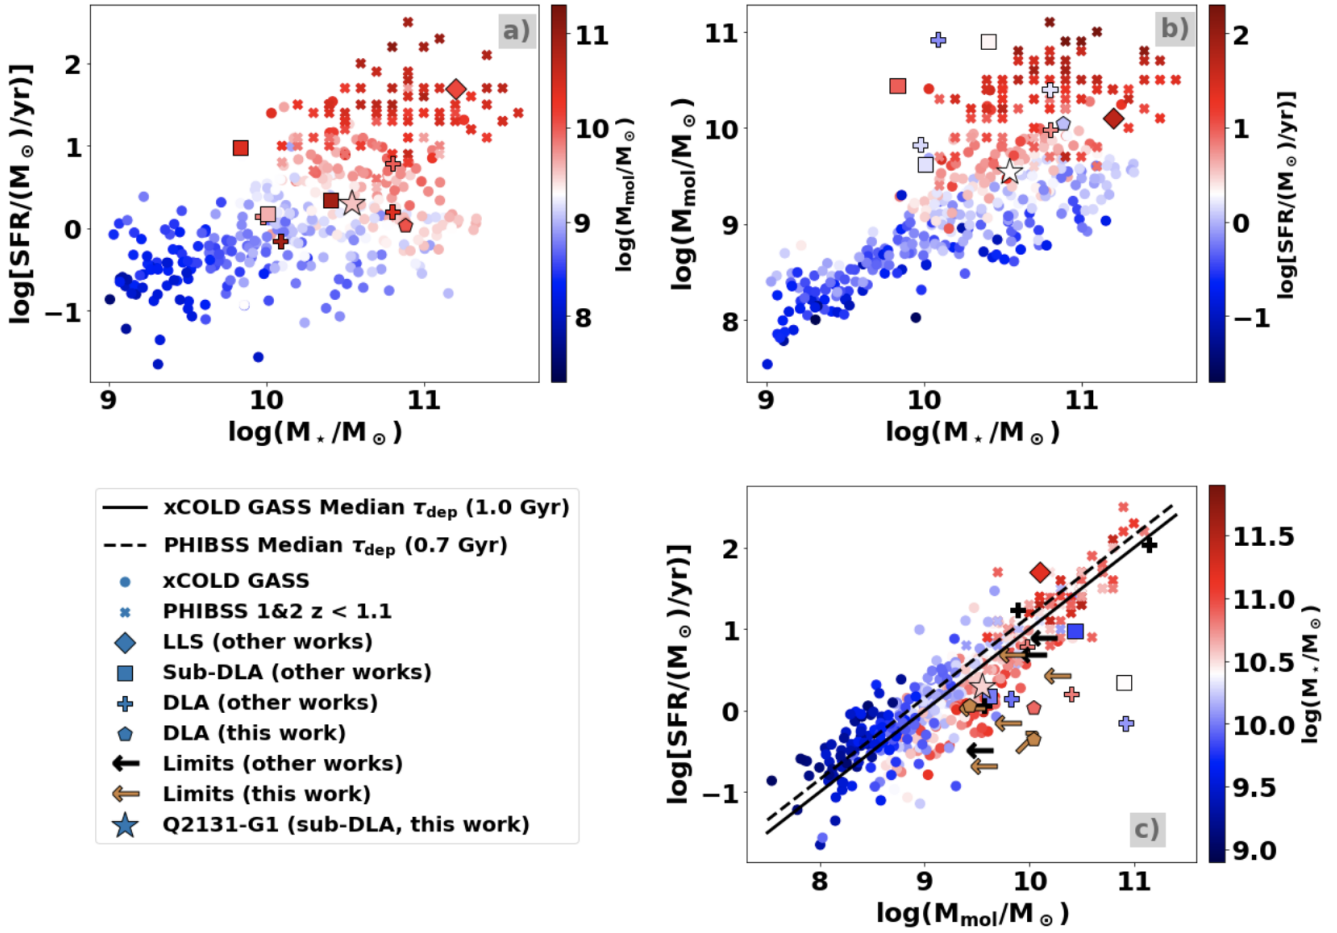 a)
log[SFR/(M⊙)/yr)]
2
1
0
−1
9
10
11
log(M⋆/M⊙)
11
10
9
8
log(Mmol/M⊙)
b)
log(Mmol/M⊙)
11
10
9
8
9
10
11
log(M⋆/M⊙)
2
1
0
−1
log[SFR/(M⊙)/yr)]
xCOLD GASS Median τdep (1.0 Gyr)
PHIBSS Median τdep (0.7 Gyr)
xCOLD GASS
PHIBSS 1&2 z < 1.1
LLS (other works)
Sub-DLA (other works)
DLA (other works)
DLA (this work)
Limits (other works)
Limits (this work)
Q2131-G1 (sub-DLA, this work)
log[SFR/(M⊙)/yr)]
2
1
0
−1
c)
8
9
10
11
log(Mmol/M⊙)
11.5
11.0
10.5
10.0
9.5
9.0
log(M⋆/M⊙)